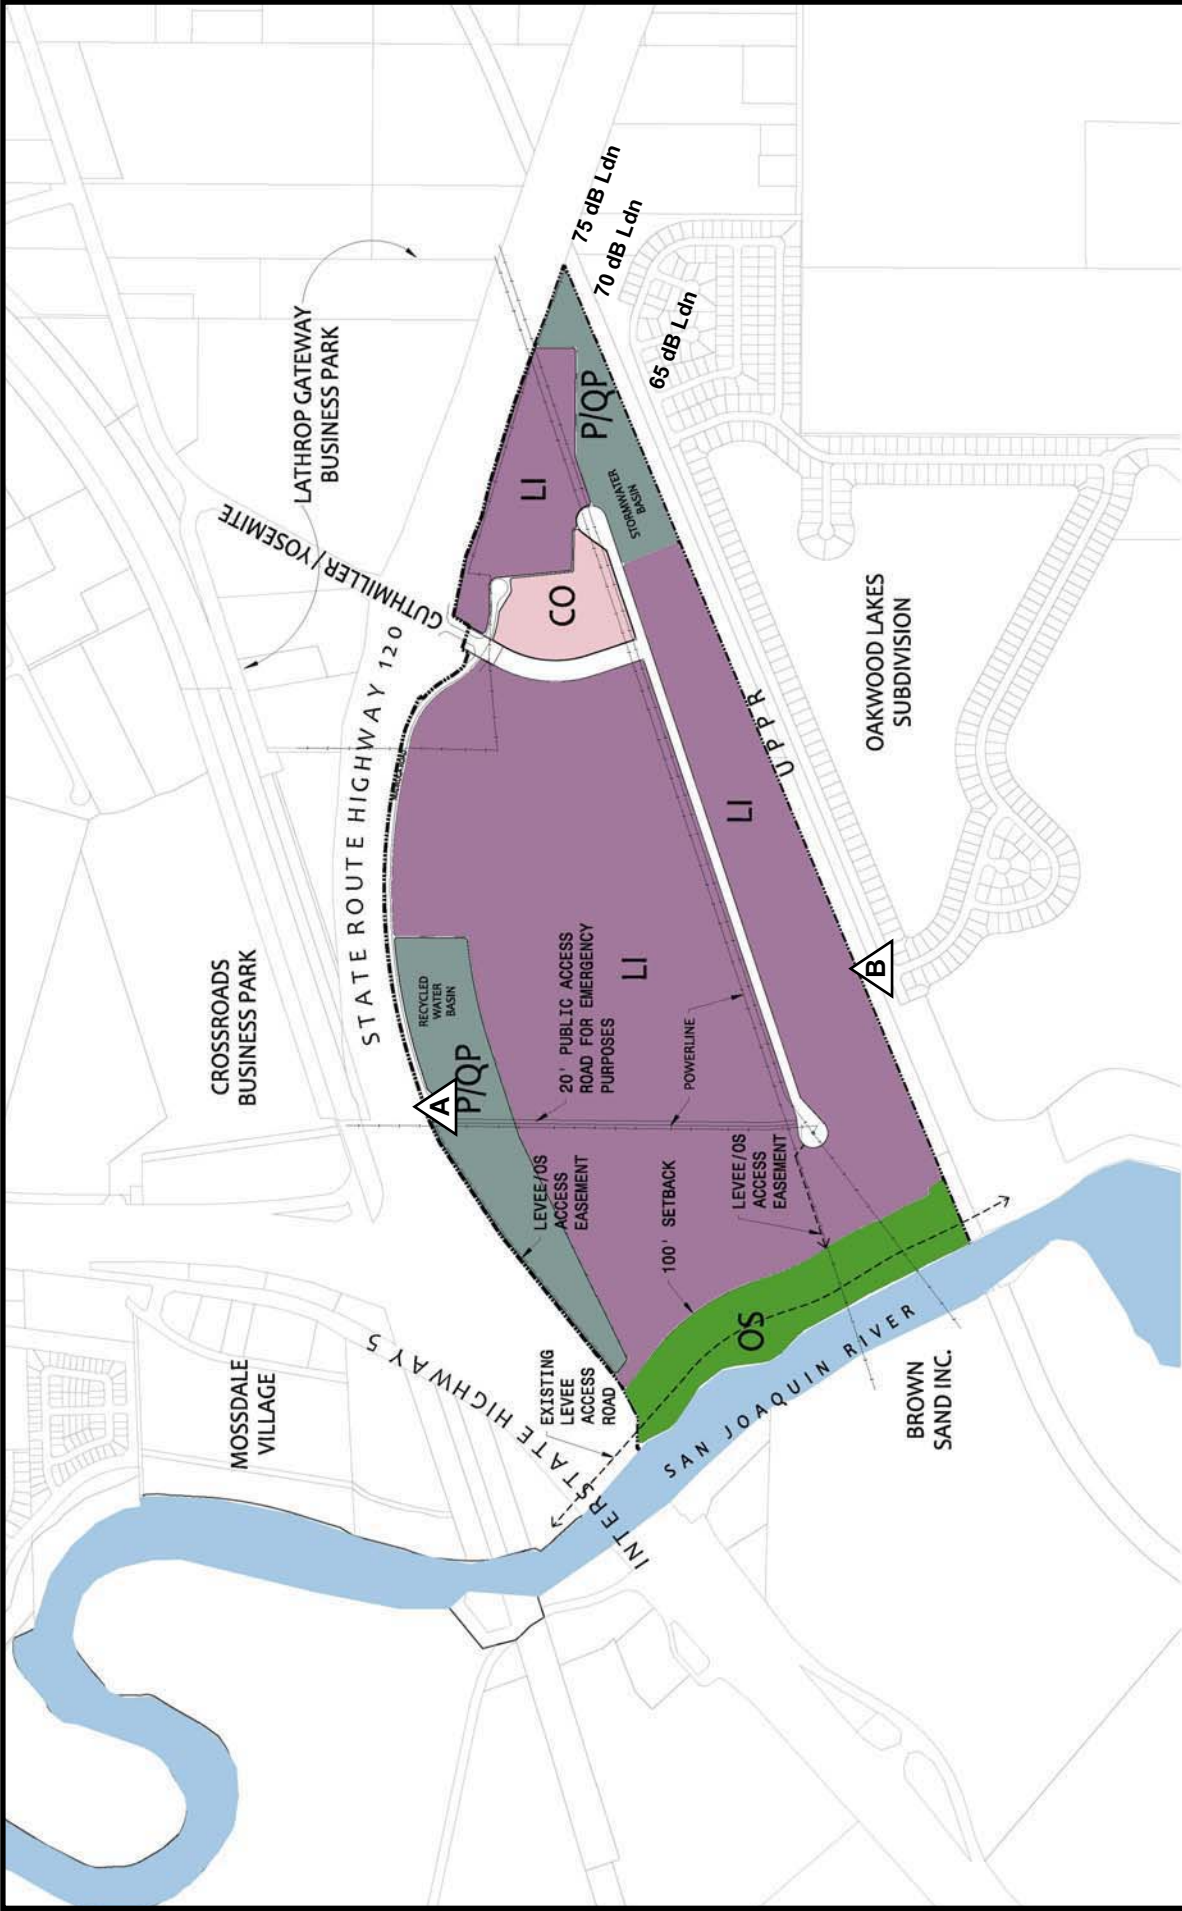 LATHROP GATEWAY
BUSINESS PARK
GUTHMILLER / YOSEMITE
STATE ROUTE HIGHWAY 120
CROSSROADS
BUSINESS PARK
MOSSDALE
VILLAGE
INTERSTATE HIGHWAY 5
EXISTING
LEVEE
ACCESS
ROAD
SAN JOAQUIN RIVER
BROWN
SAND INC.
OS
100' SETBACK
LEVEE/OS
ACCESS
EASEMENT
LEVEE/OS
ACCESS
EASEMENT
P/QP
A
RECYCLED
WATER
BASIN
20' PUBLIC ACCESS
ROAD FOR EMERGENCY
PURPOSES
POWERLINE
LI
LI
LI
CO
P/QP
STORMWATER
BASIN
U P P R
B
OAKWOOD LAKES
SUBDIVISION
75 dB Ldn
70 dB Ldn
65 dB Ldn